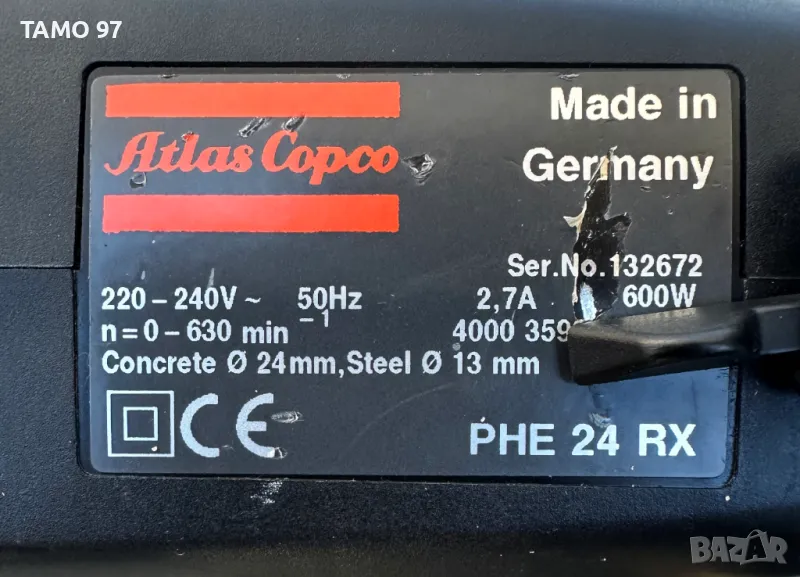 TAMO 97
Atlas Copco
Made in
Germany
Ser.No.132672
220 – 240V ~ 50Hz 2,7A 600W
n = 0 – 630 min⁻¹ 4000 359
Concrete Ø 24mm, Steel Ø 13 mm
CE
PHE 24 RX
BAZAR